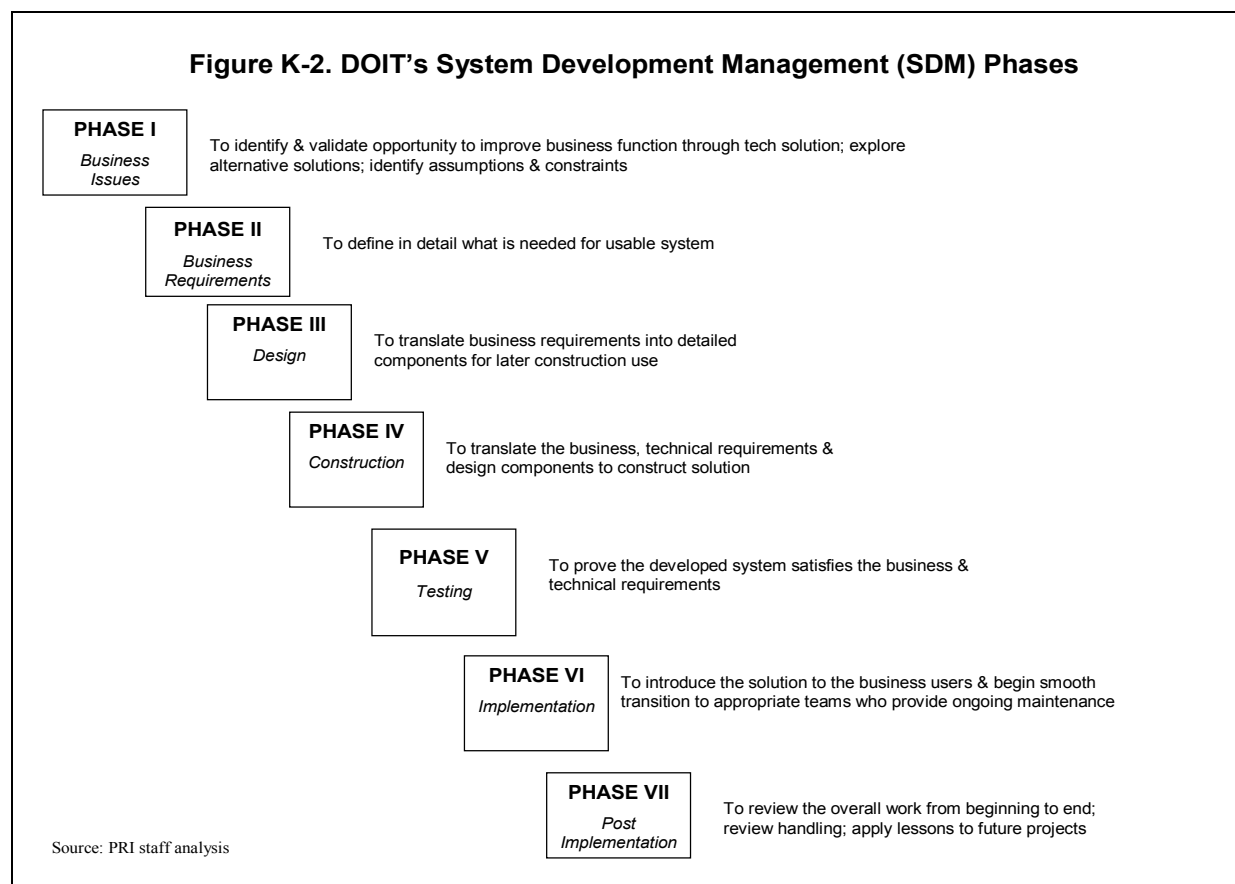 Figure K-2. DOIT’s System Development Management (SDM) Phases
PHASE I
Business
Issues
To identify & validate opportunity to improve business function through tech solution; explore
alternative solutions; identify assumptions & constraints
PHASE II
Business
Requirements
To define in detail what is needed for usable system
PHASE III
Design
To translate business requirements into detailed
components for later construction use
PHASE IV
Construction
To translate the business, technical requirements &
design components to construct solution
PHASE V
Testing
To prove the developed system satisfies the business &
technical requirements
PHASE VI
Implementation
To introduce the solution to the business users & begin smooth
transition to appropriate teams who provide ongoing maintenance
PHASE VII
Post
Implementation
To review the overall work from beginning to end;
review handling; apply lessons to future projects
Source: PRI staff analysis